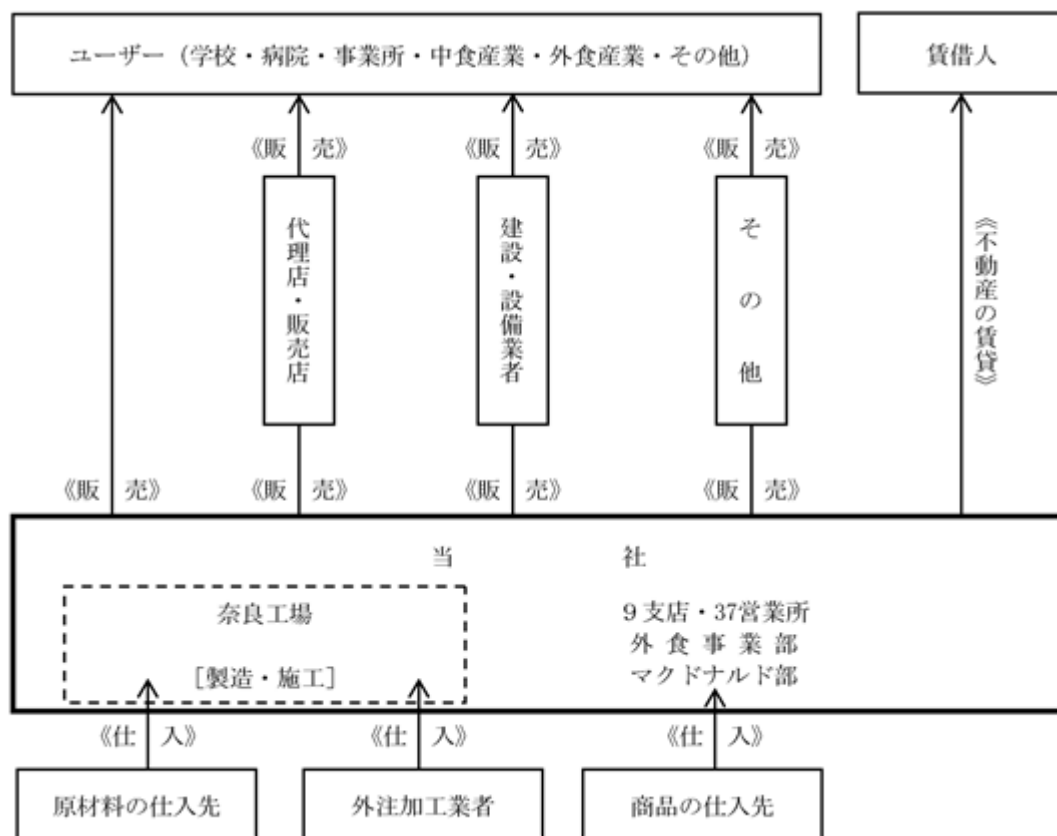 ユーザー（学校・病院・事業所・中食産業・外食産業・その他）
賃借人
《販 売》
《販 売》
《販 売》
代理店・販売店
建設・設備業者
その他
《不動産の賃貸》
《販 売》
《販 売》
《販 売》
《販 売》
当 社
奈良工場
［製造・施工］
９支店・37営業所
外食事業部
マクドナルド部
《仕 入》
《仕 入》
《仕 入》
原材料の仕入先
外注加工業者
商品の仕入先